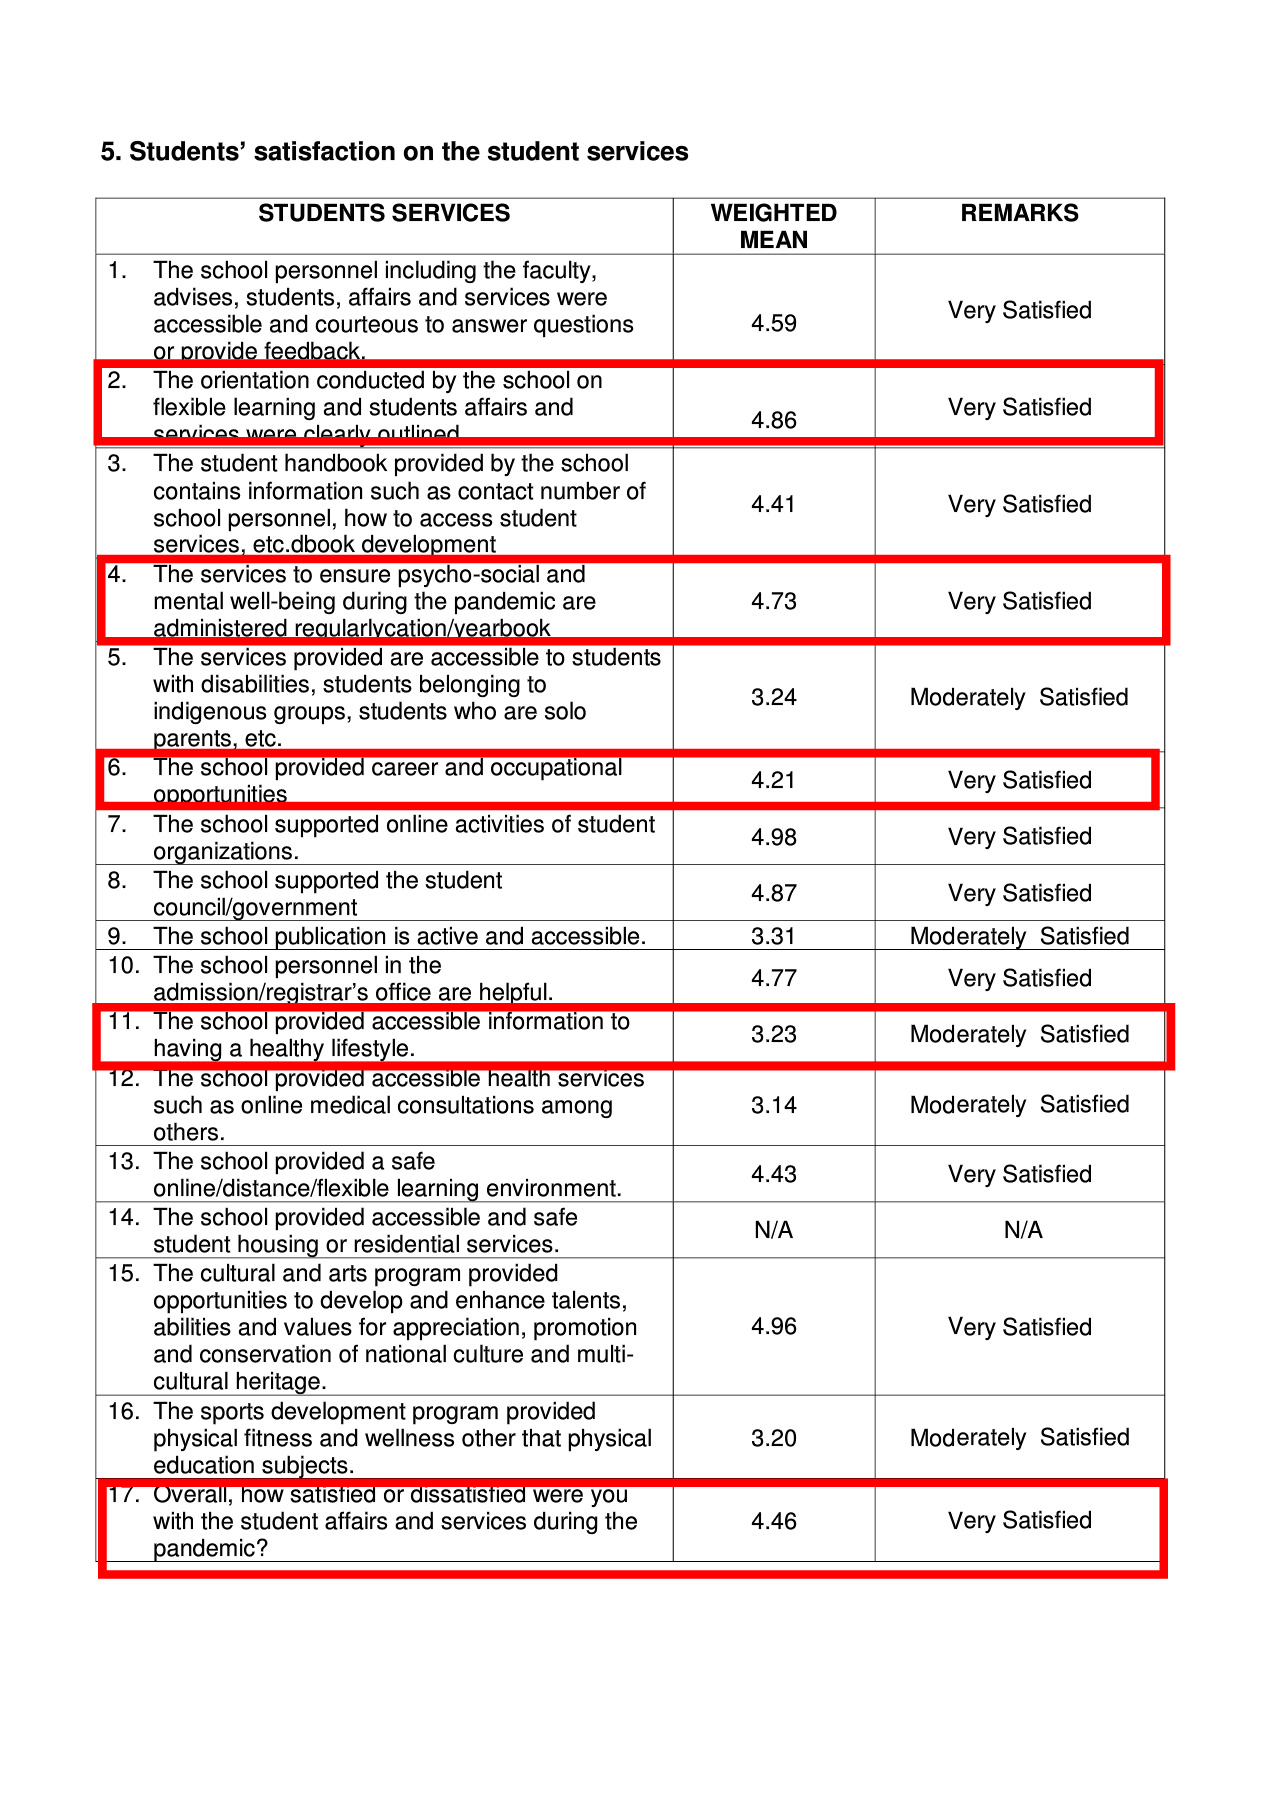 5. Students’ satisfaction on the student services
STUDENTS SERVICES
WEIGHTED
MEAN
REMARKS
1. The school personnel including the faculty,
advises, students, affairs and services were
accessible and courteous to answer questions
or provide feedback.
4.59
Very Satisfied
2. The orientation conducted by the school on
flexible learning and students affairs and
services were clearly outlined
4.86
Very Satisfied
3. The student handbook provided by the school
contains information such as contact number of
school personnel, how to access student
services, etc.dbook development
4.41
Very Satisfied
4. The services to ensure psycho-social and
mental well-being during the pandemic are
administered regularlycation/yearbook
4.73
Very Satisfied
5. The services provided are accessible to students
with disabilities, students belonging to
indigenous groups, students who are solo
parents, etc.
3.24
Moderately Satisfied
6. The school provided career and occupational
opportunities
4.21
Very Satisfied
7. The school supported online activities of student
organizations.
4.98
Very Satisfied
8. The school supported the student
council/government
4.87
Very Satisfied
9. The school publication is active and accessible.
3.31
Moderately Satisfied
10. The school personnel in the
admission/registrar’s office are helpful.
4.77
Very Satisfied
11. The school provided accessible information to
having a healthy lifestyle.
3.23
Moderately Satisfied
12. The school provided accessible health services
such as online medical consultations among
others.
3.14
Moderately Satisfied
13. The school provided a safe
online/distance/flexible learning environment.
4.43
Very Satisfied
14. The school provided accessible and safe
student housing or residential services.
N/A
N/A
15. The cultural and arts program provided
opportunities to develop and enhance talents,
abilities and values for appreciation, promotion
and conservation of national culture and multi-
cultural heritage.
4.96
Very Satisfied
16. The sports development program provided
physical fitness and wellness other that physical
education subjects.
3.20
Moderately Satisfied
17. Overall, how satisfied or dissatisfied were you
with the student affairs and services during the
pandemic?
4.46
Very Satisfied